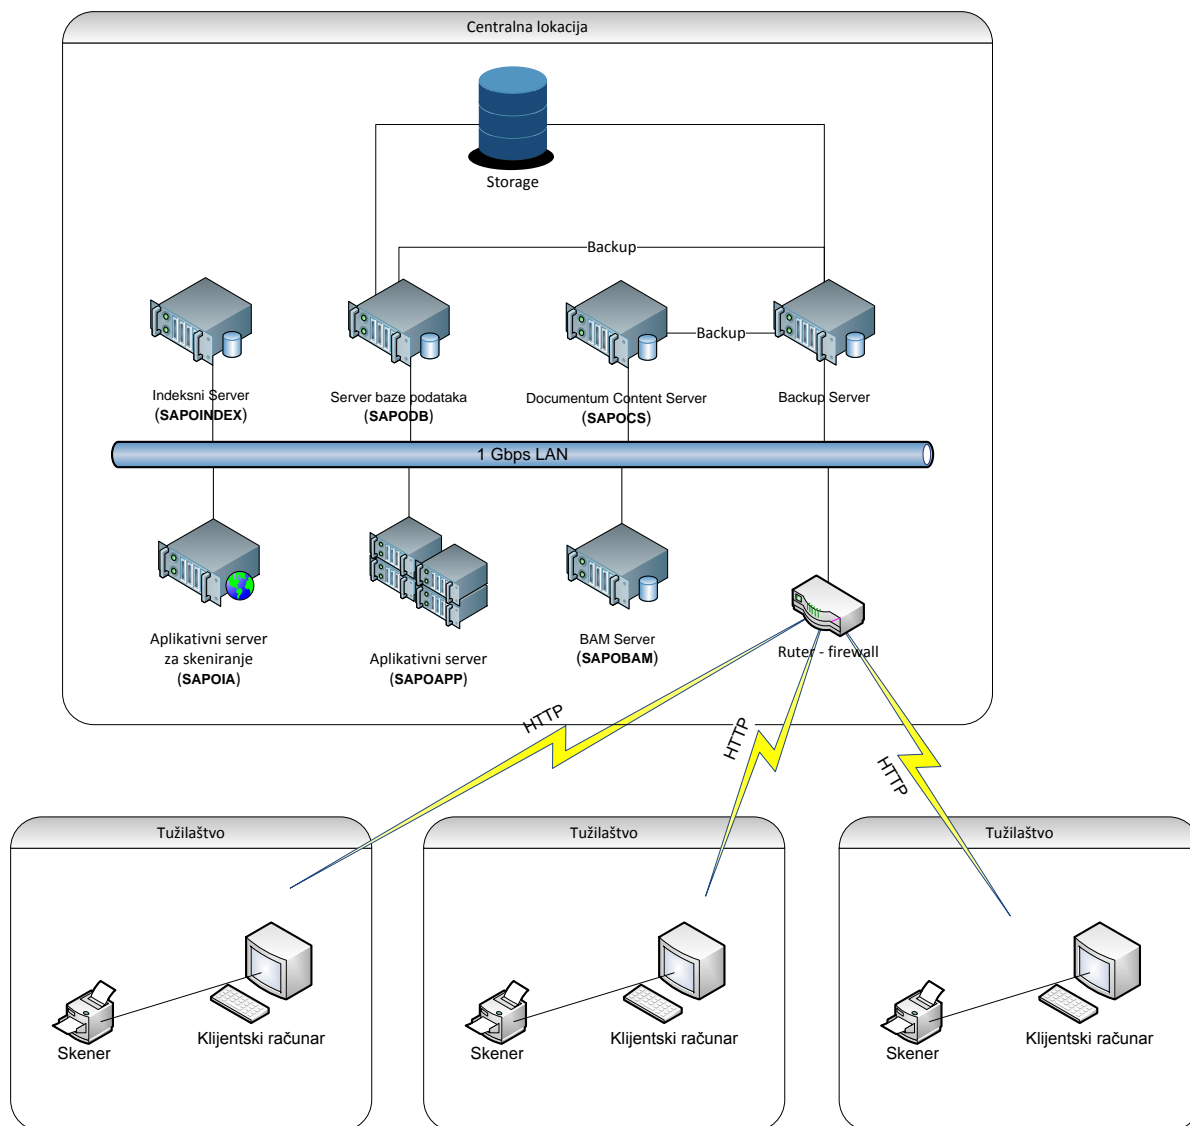 Centralna lokacija
Storage
Backup
Backup
Indeksni Server
(SAPOINDEX)
Server baze podataka
(SAPODB)
Documentum Content Server
(SAPOCS)
Backup Server
1 Gbps LAN
Aplikativni server
za skeniranje
(SAPOIA)
Aplikativni server
(SAPOAPP)
BAM Server
(SAPOBAM)
Ruter - firewall
HTTP
HTTP
HTTP
Tužilaštvo
Skener
Klijentski računar
Tužilaštvo
Skener
Klijentski računar
Tužilaštvo
Skener
Klijentski računar